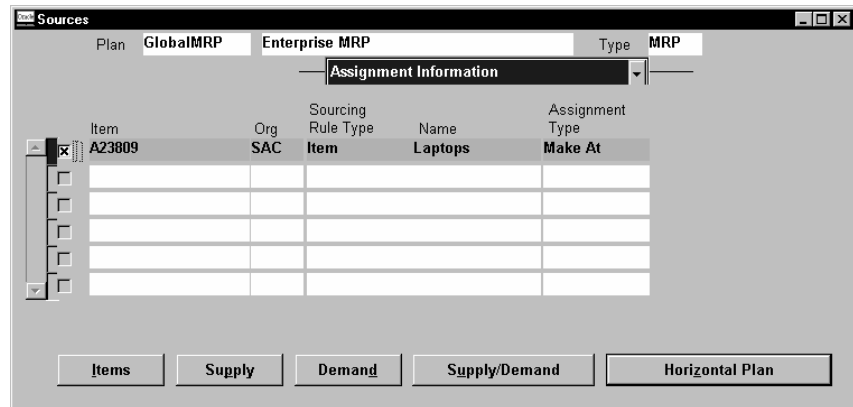 Sources
Plan GlobalMRP Enterprise MRP Type MRP
Assignment Information
Sourcing Assignment
Item Org Rule Type Name Type
A23809 SAC Item Laptops Make At
Items Supply Demand Supply/Demand Horizontal Plan